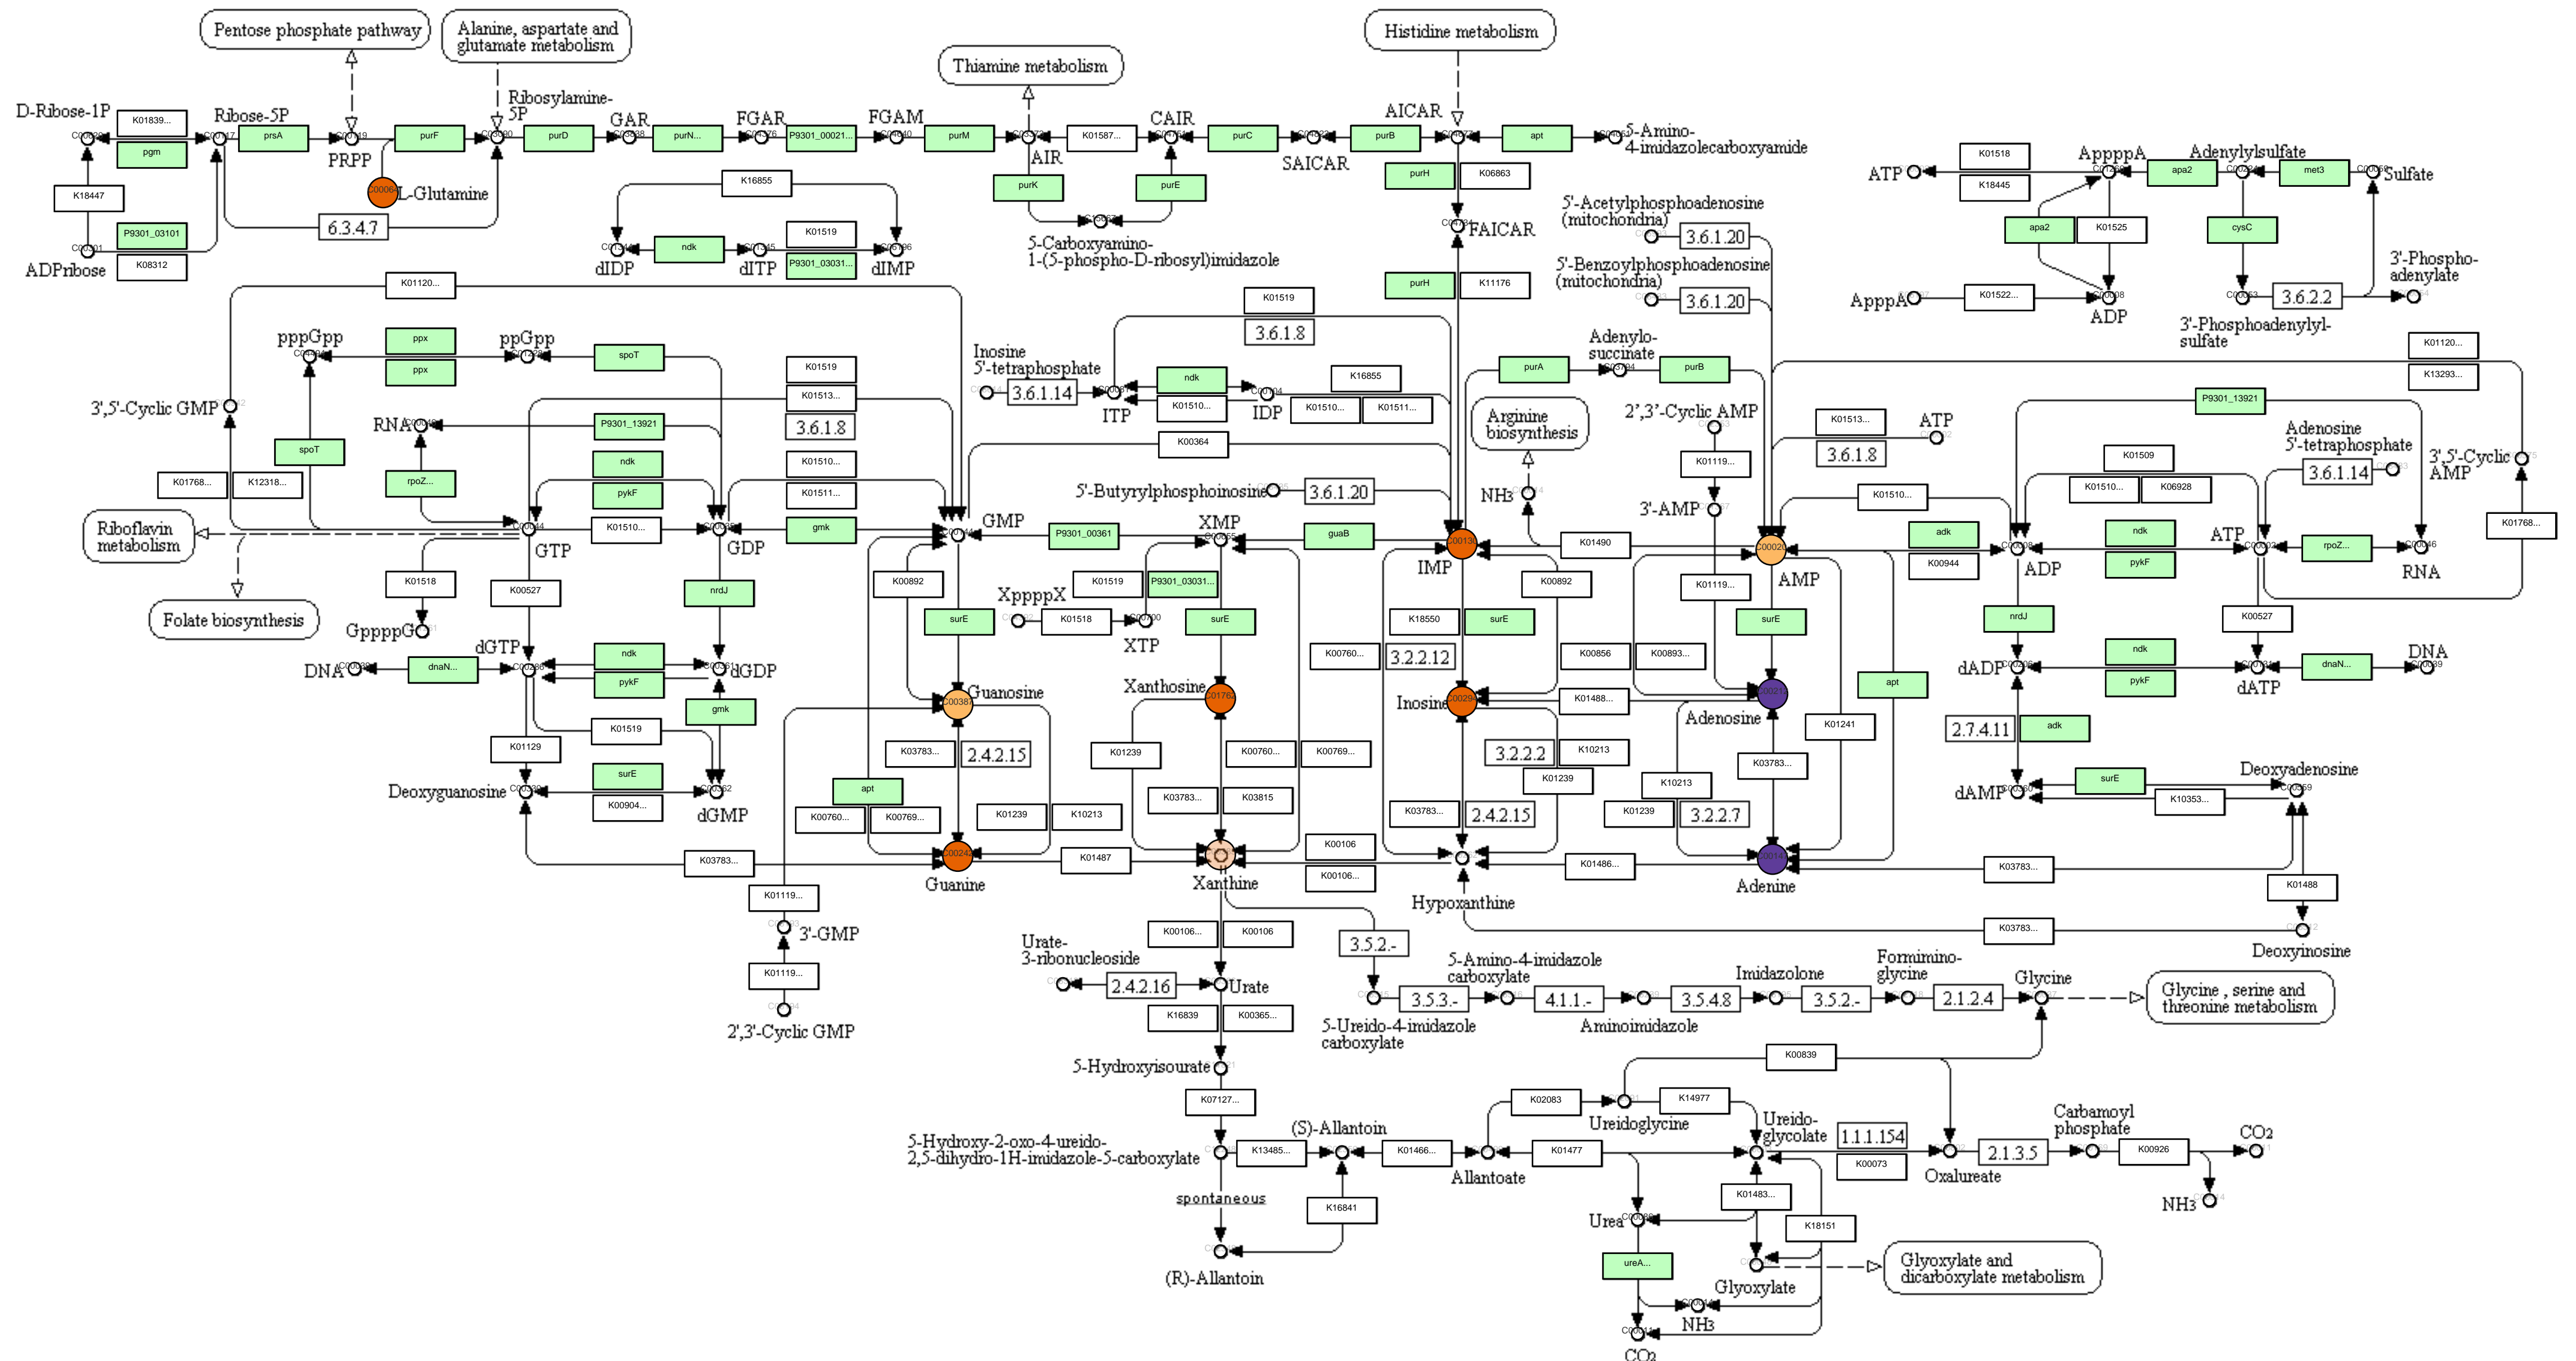 Pentose phosphate pathway
Alanine, aspartate and
glutamate metabolism
Histidine metabolism
Thiamine metabolism
D-Ribose-1P
K01839...
pgm
Ribose-5P
prsA
PRPP
purF
Ribosylamine-
5P
purD
GAR
purN...
FGAR
P9301_00021...
FGAM
purM
AIR
K01587...
CAIR
purC
SAICAR
purB
AICAR
apt
5-Amino-
4-imidazolecarboxyamide
K18447
P9301_03101
K08312
ADPribose
L-Glutamine
6.3.4.7
K16855
dIDP
ndk
dITP
K01519
P9301_03031...
dIMP
purK
purE
5-Carboxyamino-
1-(5-phospho-D-ribosyl)imidazole
purH
K06863
FAICAR
purH
K11176
5'-Acetylphosphoadenosine
(mitochondria)
3.6.1.20
5'-Benzoylphosphoadenosine
(mitochondria)
3.6.1.20
ATP
K01518
K18445
AppppA
apa2
Adenylylsulfate
met3
Sulfate
apa2
K01525
cysC
ApppA
K01522...
ADP
3.6.2.2
3'-Phospho-
adenylate
3'-Phosphoadenylyl-
sulfate
K01120...
pppGpp
ppx
ppx
ppGpp
spoT
3',5'-Cyclic GMP
RNA
P9301_13921
spoT
rpoZ...
ndk
pykF
K01768...
K12318...
K01519
K01513...
3.6.1.8
K01510...
K01511...
Inosine
5'-tetraphosphate
3.6.1.14
K01519
3.6.1.8
ITP
ndk
K01510...
IDP
K16855
K01510...
K01511...
K00364
5'-Butyrylphosphoinosine
3.6.1.20
purA
Adenylo-
succinate
purB
Arginine
biosynthesis
NH3
2',3'-Cyclic AMP
K01119...
3'-AMP
K01513...
3.6.1.8
ATP
K01120...
K13293...
P9301_13921
Adenosine
5'-tetraphosphate
3.6.1.14
3',5'-Cyclic
AMP
K01509
K01510...
K06928
K01510...
K01768...
Riboflavin
metabolism
Folate biosynthesis
GTP
K01510...
GDP
gmk
GMP
P9301_00361
XMP
guaB
IMP
K01490
AMP
adk
K00944
ADP
ndk
pykF
ATP
rpoZ...
RNA
K01518
GppppG
K00527
nrdJ
K00892
surE
XppppX
K01518
K01519
P9301_03031...
XTP
surE
K18550
surE
K00892
K01119...
surE
nrdJ
K00527
DNA
dnaN...
dGTP
ndk
pykF
dGDP
K00760...
3.2.2.12
K00856
K00893...
apt
dADP
ndk
pykF
dATP
dnaN...
DNA
Guanosine
Xanthosine
Inosine
K01488...
Adenosine
K01519
gmk
K01129
Deoxyguanosine
surE
K00904...
dGMP
K03783...
2.4.2.15
apt
K00760...
K00769...
K01239
K10213
K01239
K00760...
K00769...
K03783...
K03815
3.2.2.2
K10213
K01239
K03783...
2.4.2.15
K01241
K03783...
K10213
K01239
3.2.2.7
2.7.4.11
adk
dAMP
surE
K10353...
Deoxyadenosine
K03783...
Guanine
K01487
Xanthine
K00106
K00106...
Hypoxanthine
K01486...
Adenine
K03783...
K01488
K03783...
Deoxyinosine
K01119...
3'-GMP
K01119...
2',3'-Cyclic GMP
K00106...
K00106
Urate-
3-ribonucleoside
2.4.2.16
Urate
K16839
K00365...
3.5.2.-
5-Ureido-4-imidazole
carboxylate
3.5.3.-
5-Amino-4-imidazole
carboxylate
4.1.1.-
Aminoimidazole
3.5.4.8
Imidazolone
3.5.2.-
Formimino-
glycine
2.1.2.4
Glycine
Glycine , serine and
threonine metabolism
5-Hydroxyisourate
K07127...
5-Hydroxy-2-oxo-4-ureido-
2,5-dihydro-1H-imidazole-5-carboxylate
K13485...
(S)-Allantoin
K01466...
Allantoate
K02083
Ureidoglycine
K14977
K00839
K01477
Ureido-
glycolate
1.1.1.154
K00073
Oxalureate
2.1.3.5
Carbamoyl
phosphate
K00926
CO2
NH3
spontaneous
K16841
(R)-Allantoin
Urea
K01483...
K18151
ureA...
Glyoxylate
Glyoxylate and
dicarboxylate metabolism
NH3
CO2